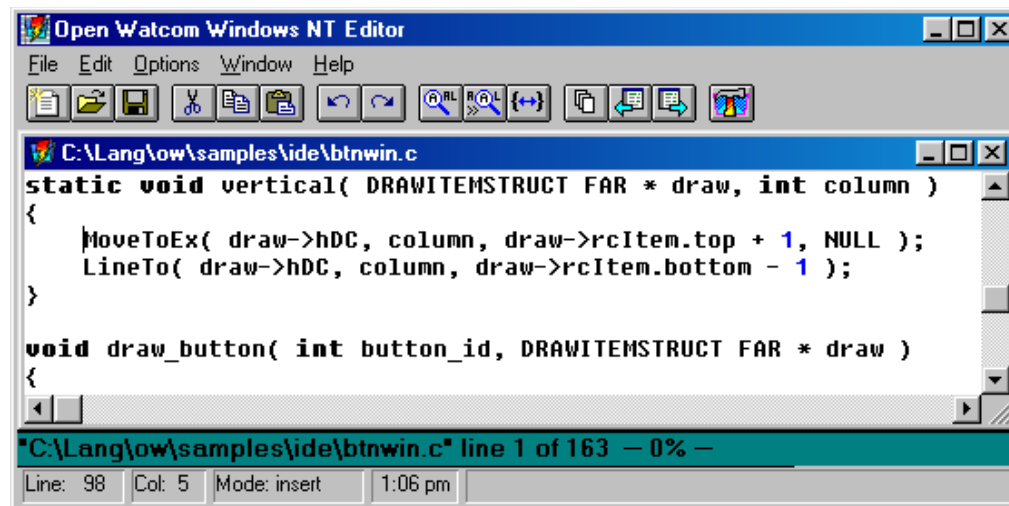 Open Watcom Windows NT Editor
File Edit Options Window Help
C:\Lang\ow\samples\ide\btnwin.c
static void vertical( DRAWITEMSTRUCT FAR * draw, int column )
{
    MoveToEx( draw->hDC, column, draw->rcItem.top + 1, NULL );
    LineTo( draw->hDC, column, draw->rcItem.bottom - 1 );
}
void draw_button( int button_id, DRAWITEMSTRUCT FAR * draw )
{
"C:\Lang\ow\samples\ide\btnwin.c" line 1 of 163 -- 0% --
Line: 98 Col: 5 Mode: insert 1:06 pm